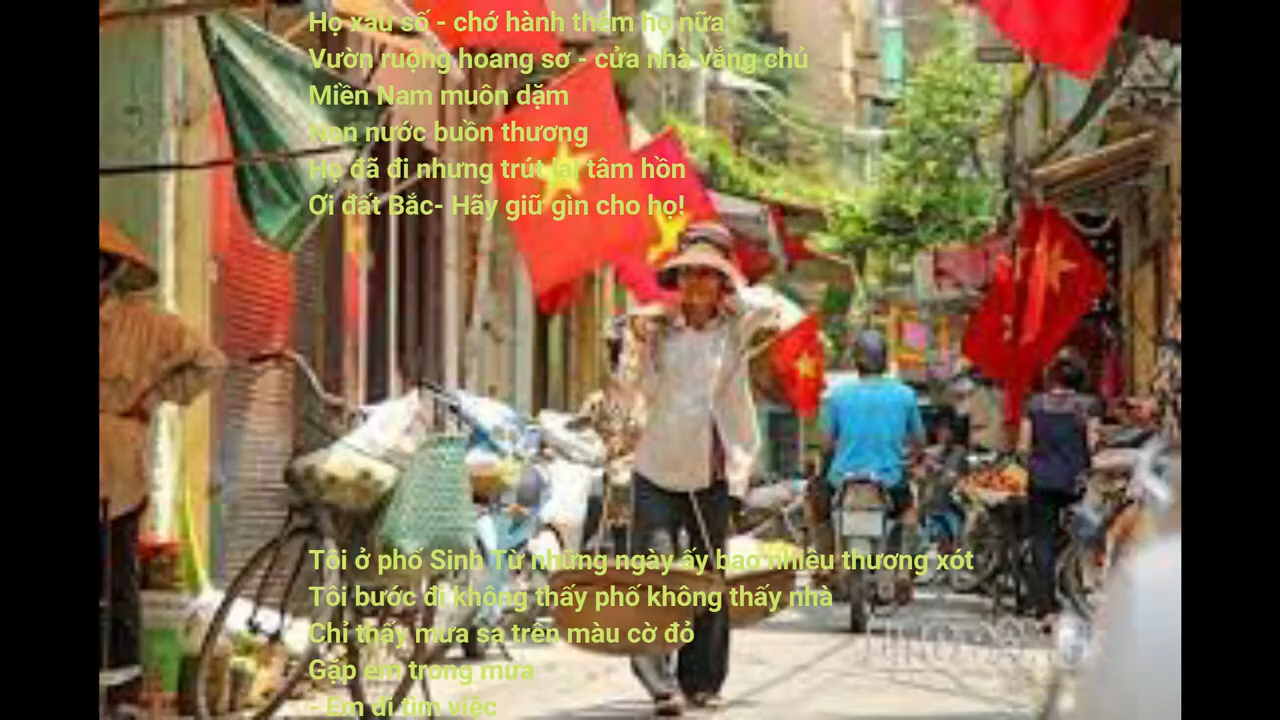 Họ xấu số - chớ hành thêm họ nữa
Vườn ruộng hoang sơ - cửa nhà vắng chủ
Miền Nam muôn dặm
Non nước buồn thương
Họ đã đi nhưng trút lại tâm hồn
Ơi đất Bắc- Hãy giữ gìn cho họ!
Tôi ở phố Sinh Từ những ngày ấy bao nhiêu thương xót
Tôi bước đi không thấy phố không thấy nhà
Chỉ thấy mưa sa trên màu cờ đỏ
Gặp em trong mưa
- Em đi tìm việc